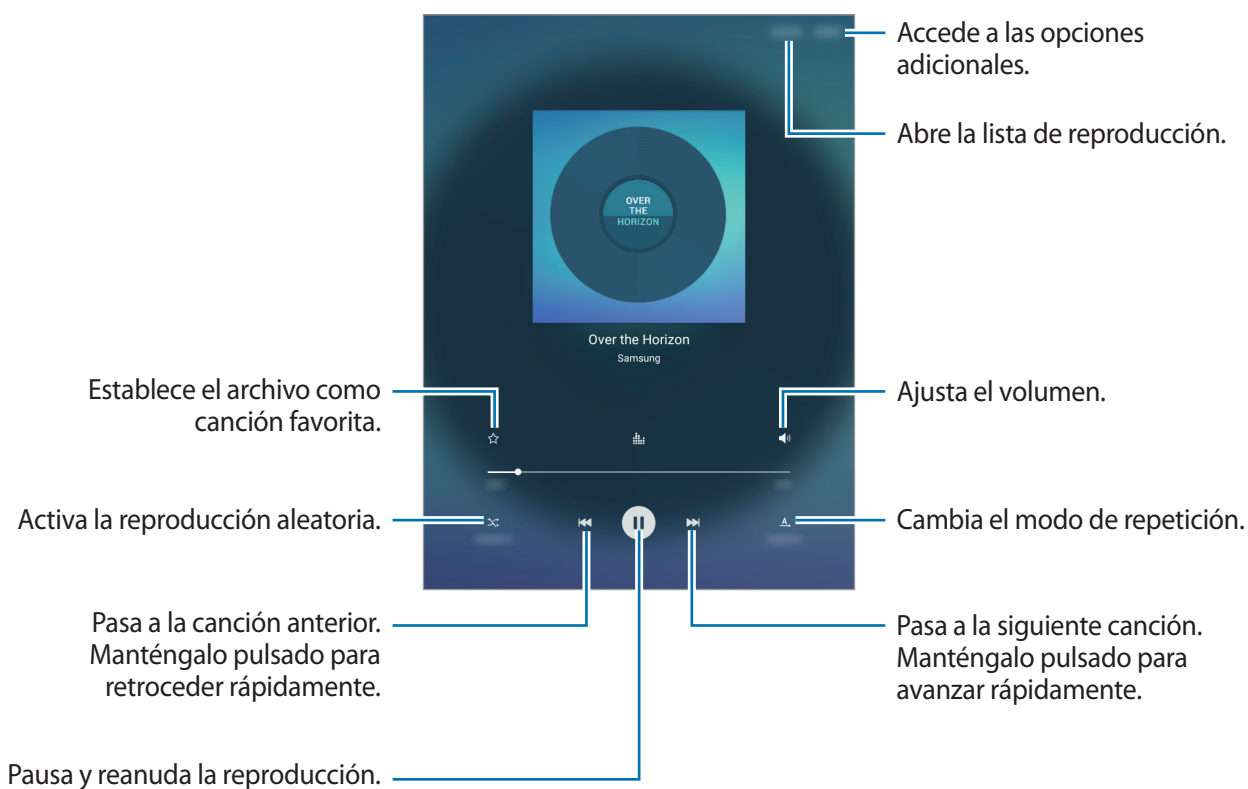 Accede a las opciones
adicionales.
Abre la lista de reproducción.
OVER
THE
HORIZON
Over the Horizon
Samsung
Establece el archivo como
canción favorita.
Ajusta el volumen.
Activa la reproducción aleatoria.
A
Cambia el modo de repetición.
Pasa a la canción anterior.
Manténgalo pulsado para
retroceder rápidamente.
Pasa a la siguiente canción.
Manténgalo pulsado para
avanzar rápidamente.
Pausa y reanuda la reproducción.